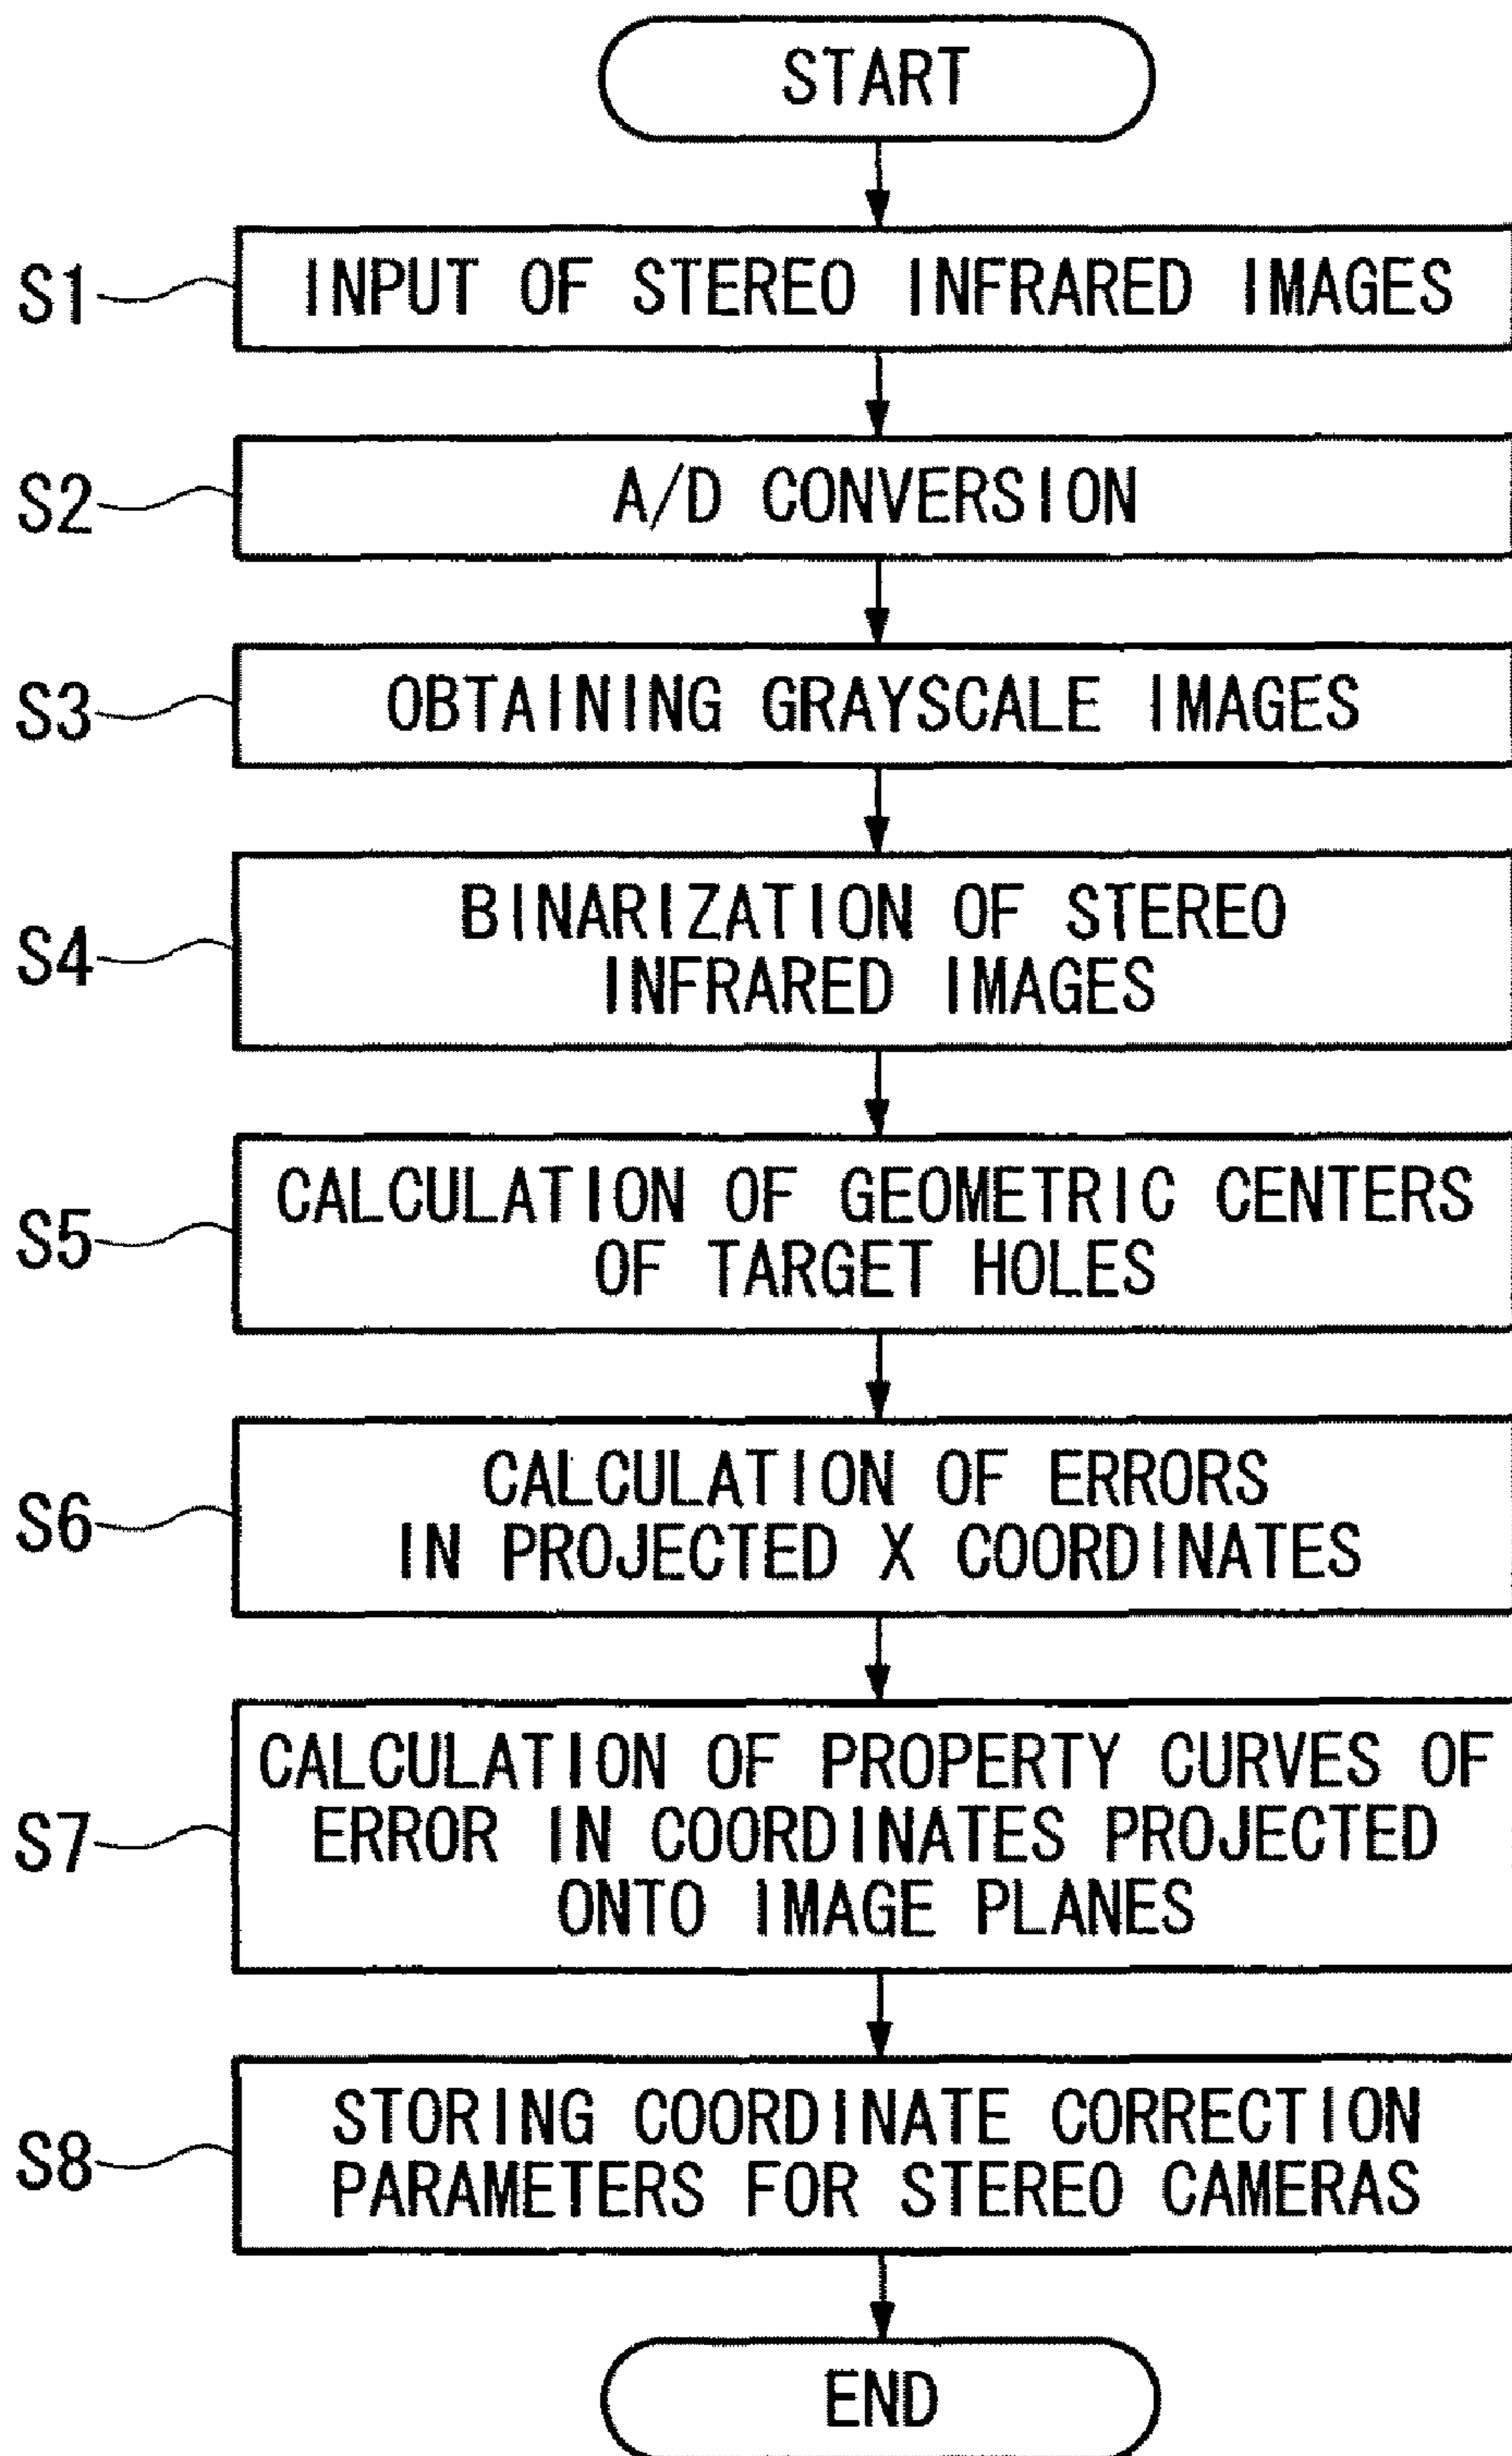 START
S1 INPUT OF STEREO INFRARED IMAGES
S2 A/D CONVERSION
S3 OBTAINING GRAYSCALE IMAGES
S4 BINARIZATION OF STEREO
INFRARED IMAGES
S5 CALCULATION OF GEOMETRIC CENTERS
OF TARGET HOLES
S6 CALCULATION OF ERRORS
IN PROJECTED X COORDINATES
S7 CALCULATION OF PROPERTY CURVES OF
ERROR IN COORDINATES PROJECTED
ONTO IMAGE PLANES
S8 STORING COORDINATE CORRECTION
PARAMETERS FOR STEREO CAMERAS
END